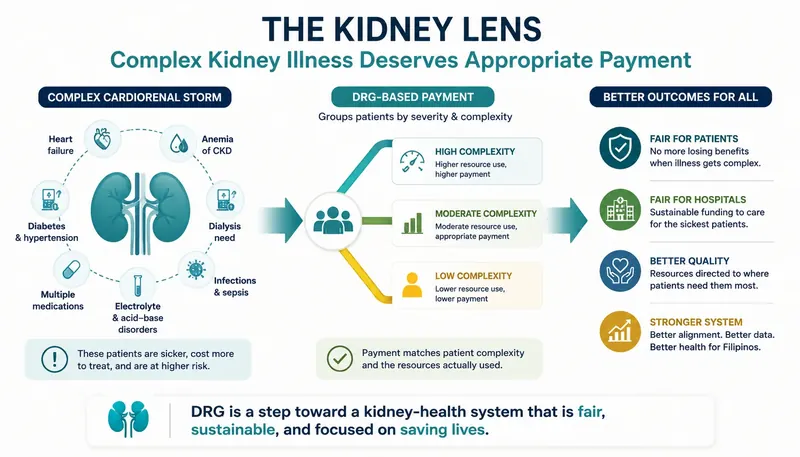 THE KIDNEY LENS
Complex Kidney Illness Deserves Appropriate Payment
COMPLEX CARDIORENAL STORM
Heart
failure
Anemia
of CKD
Diabetes
& hypertension
Dialysis
need
Multiple
medications
Electrolyte
& acid–base
disorders
Infections
& sepsis
These patients are sicker, cost more
to treat, and are at higher risk.
DRG-BASED PAYMENT
Groups patients by severity & complexity
HIGH COMPLEXITY
Higher resource use,
higher payment
MODERATE COMPLEXITY
Moderate resource use,
appropriate payment
LOW COMPLEXITY
Lower resource use,
lower payment
Payment matches patient complexity
and the resources actually used.
BETTER OUTCOMES FOR ALL
FAIR FOR PATIENTS
No more losing benefits
when illness gets complex.
FAIR FOR HOSPITALS
Sustainable funding to care
for the sickest patients.
BETTER QUALITY
Resources directed to where
patients need them most.
STRONGER SYSTEM
Better alignment. Better data.
Better health for Filipinos.
DRG is a step toward a kidney-health system that is fair,
sustainable, and focused on saving lives.